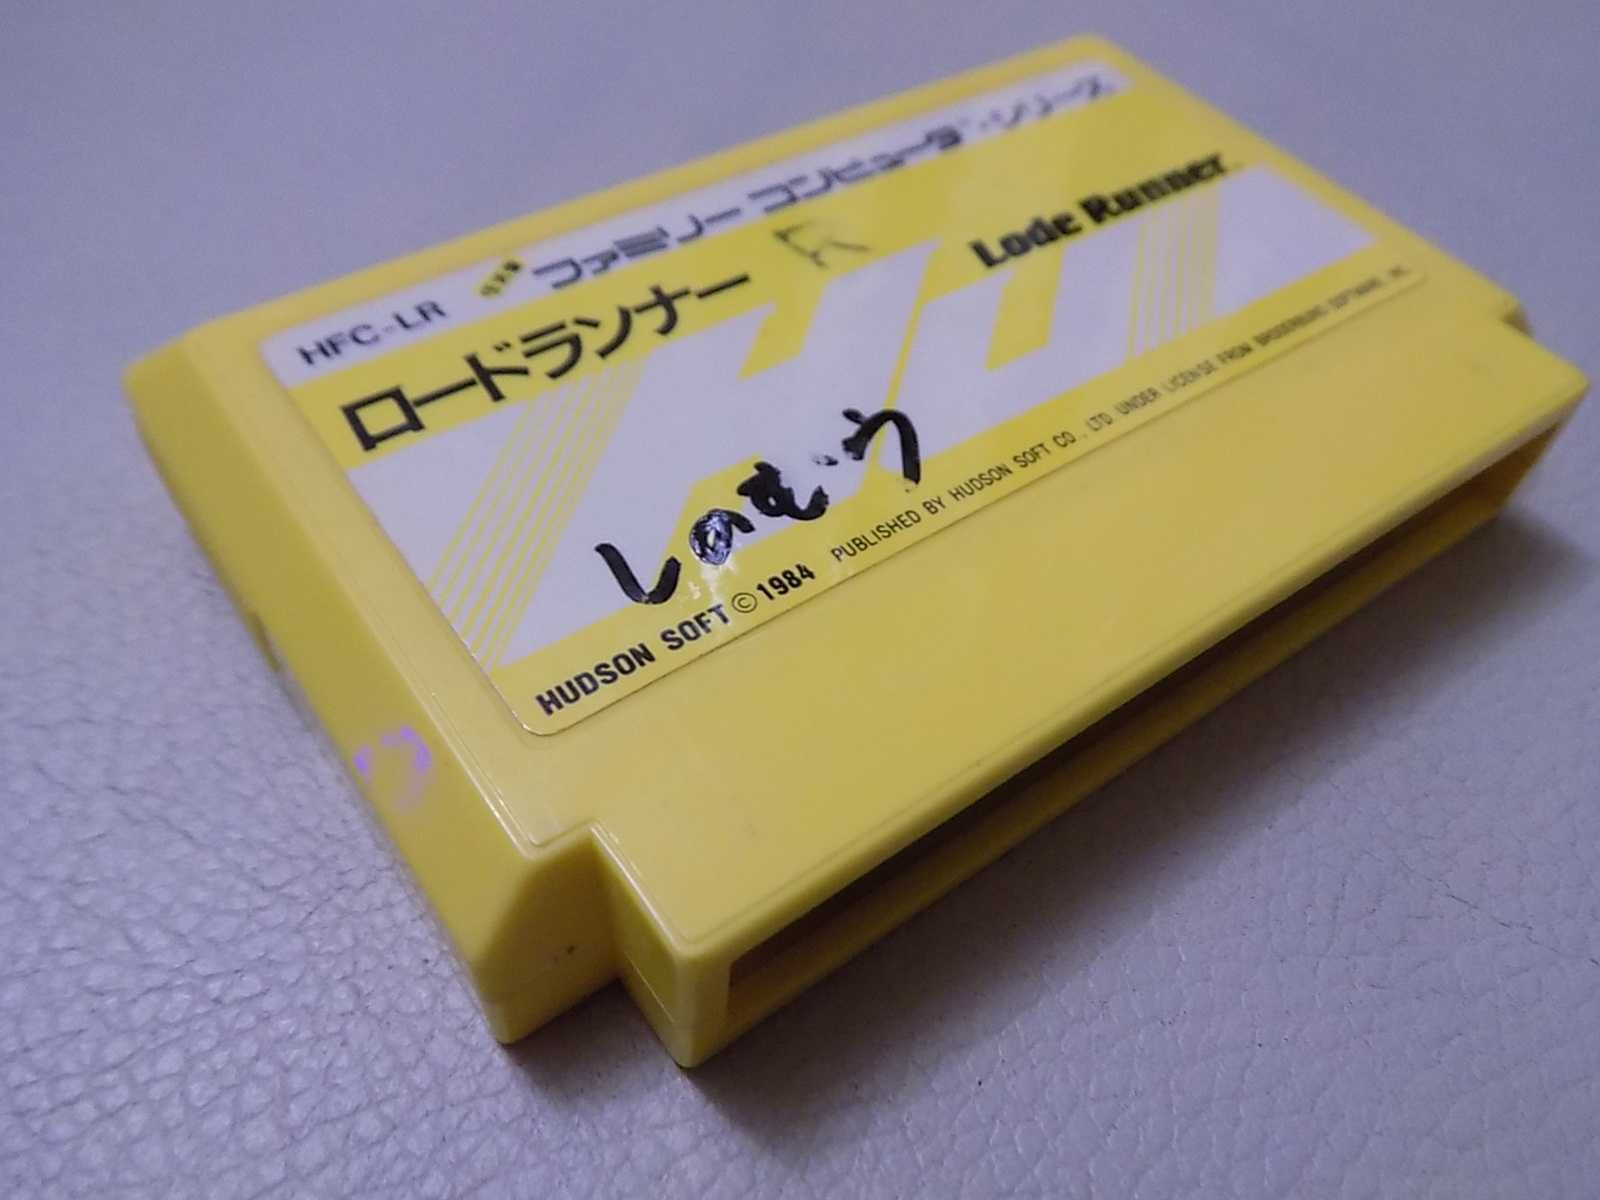 HFC-LR ファミリー コンピュータ・シリーズ
ロードランナー R Lode Runner
HUDSON SOFT © 1984 PUBLISHED BY HUDSON SOFT CO., LTD. UNDER LICENSE FROM BRODERBUND SOFTWARE, INC.